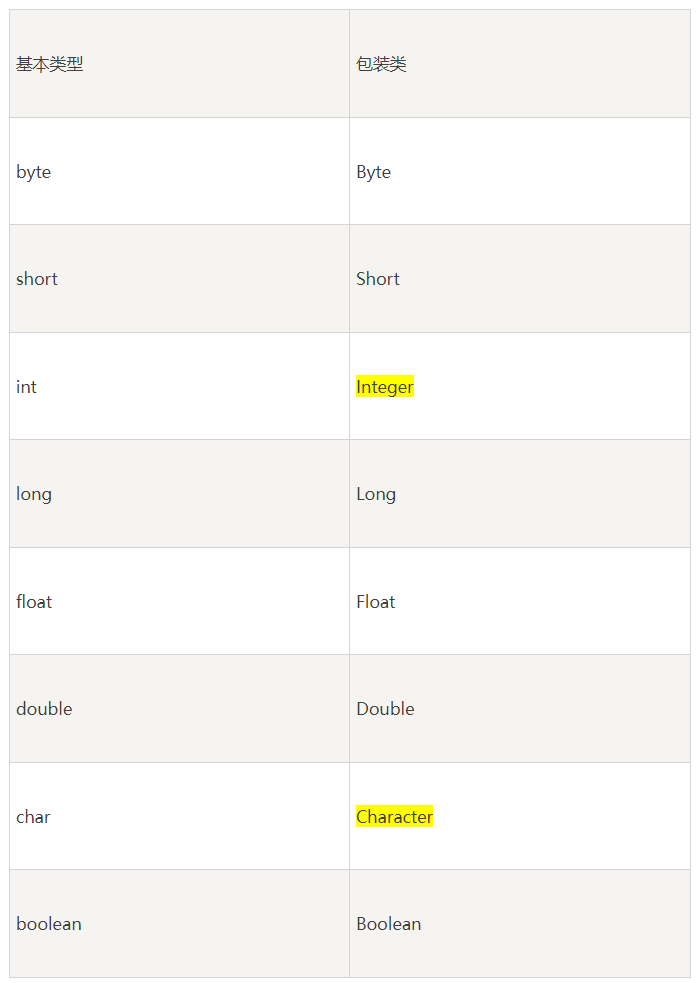 基本类型 包装类
byte Byte
short Short
int Integer
long Long
float Float
double Double
char Character
boolean Boolean